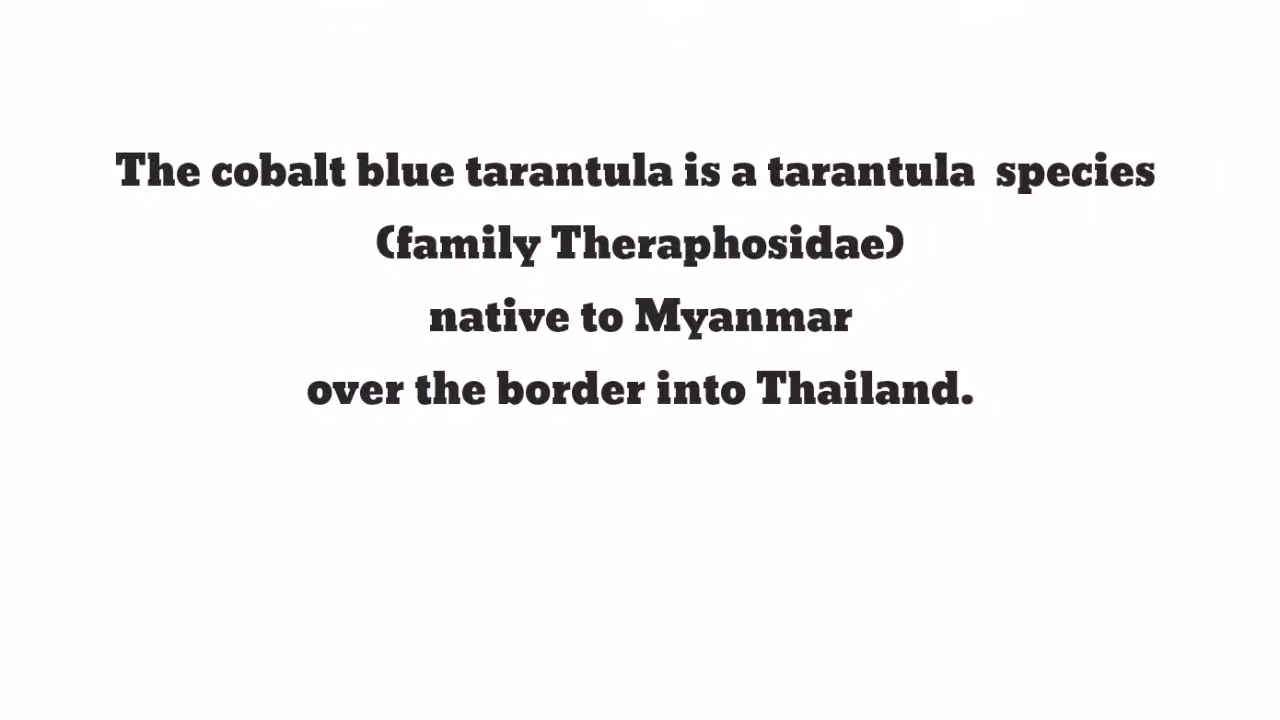 The cobalt blue tarantula is a tarantula  species
(family Theraphosidae)
native to Myanmar
over the border into Thailand.